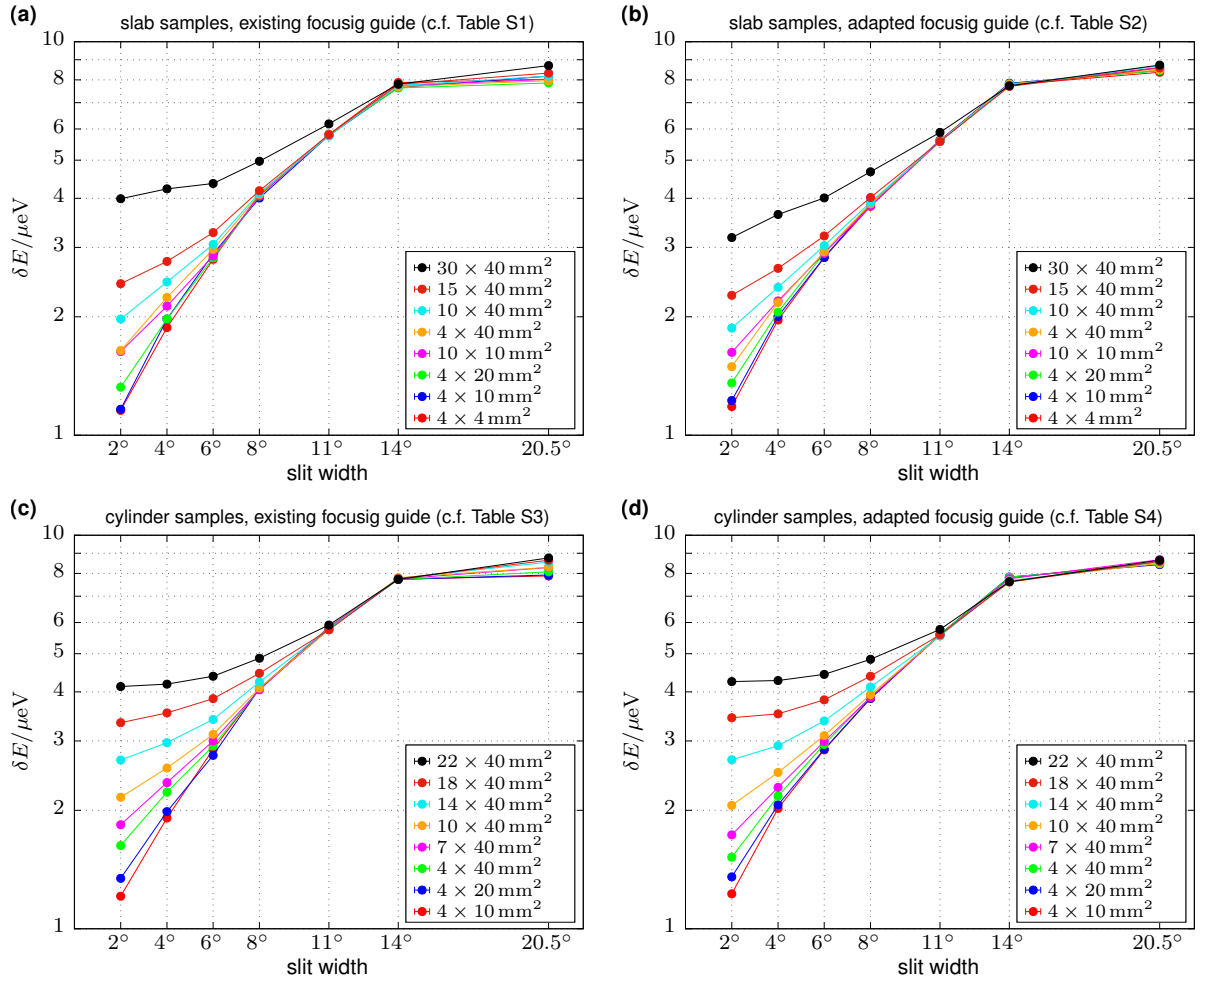 (a)
slab samples, existing focusig guide (c.f. Table S1)
10
8
6
5
4
3
2
1
δE/μeV
2° 4° 6° 8° 11° 14° 20.5°
slit width
30 × 40 mm²
15 × 40 mm²
10 × 40 mm²
4 × 40 mm²
10 × 10 mm²
4 × 20 mm²
4 × 10 mm²
4 × 4 mm²
(b)
slab samples, adapted focusig guide (c.f. Table S2)
10
8
6
5
4
3
2
1
δE/μeV
2° 4° 6° 8° 11° 14° 20.5°
slit width
30 × 40 mm²
15 × 40 mm²
10 × 40 mm²
4 × 40 mm²
10 × 10 mm²
4 × 20 mm²
4 × 10 mm²
4 × 4 mm²
(c)
cylinder samples, existing focusig guide (c.f. Table S3)
10
8
6
5
4
3
2
1
δE/μeV
2° 4° 6° 8° 11° 14° 20.5°
slit width
22 × 40 mm²
18 × 40 mm²
14 × 40 mm²
10 × 40 mm²
7 × 40 mm²
4 × 40 mm²
4 × 20 mm²
4 × 10 mm²
(d)
cylinder samples, adapted focusig guide (c.f. Table S4)
10
8
6
5
4
3
2
1
δE/μeV
2° 4° 6° 8° 11° 14° 20.5°
slit width
22 × 40 mm²
18 × 40 mm²
14 × 40 mm²
10 × 40 mm²
7 × 40 mm²
4 × 40 mm²
4 × 20 mm²
4 × 10 mm²